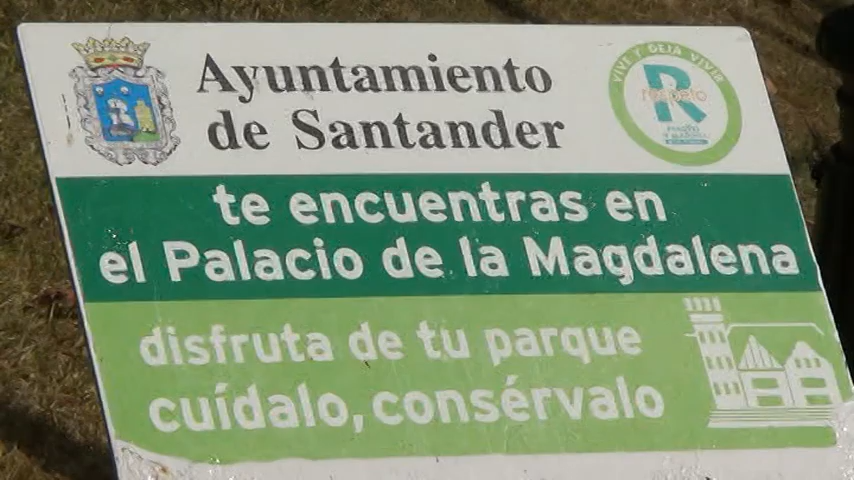 Ayuntamiento
de Santander
VIVE Y DEJA VIVIR
R
respeto
te encuentras en
el Palacio de la Magdalena
disfruta de tu parque
cuídalo, consérvalo